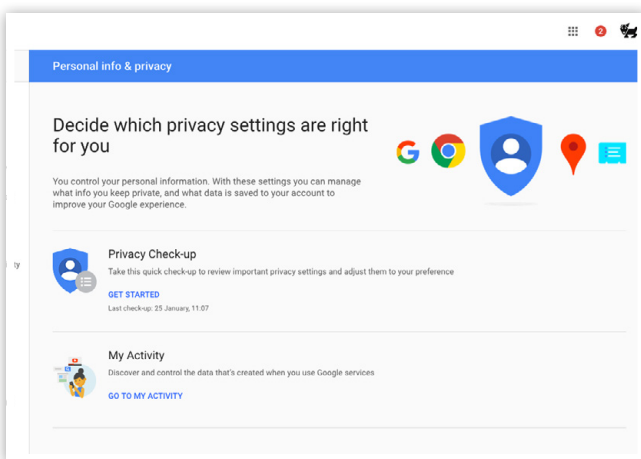 2
Personal info & privacy
Decide which privacy settings are right
for you
You control your personal information. With these settings you can manage
what info you keep private, and what data is saved to your account to
improve your Google experience.
ty
Privacy Check-up
Take this quick check-up to review important privacy settings and adjust them to your preference
GET STARTED
Last check-up: 25 January, 11:07
My Activity
Discover and control the data that's created when you use Google services
GO TO MY ACTIVITY